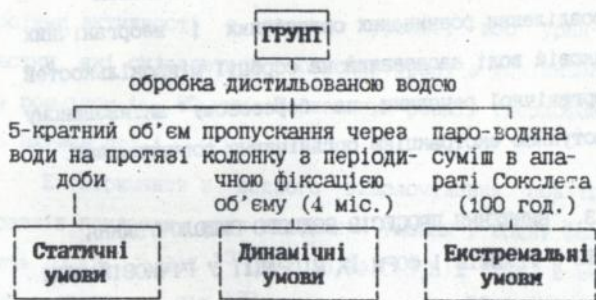 ГРУНТ
обробка дистильованою водою
5-кратний об'єм
води на протязі
доби
пропускання через
колонку з періоди-
чною фіксацією
об'єму (4 міс.)
паро-водяна
суміш в апа-
раті Сокслета
(100 год.)
Статичні
умови
Динамічні
умови
Екстремальні
умови